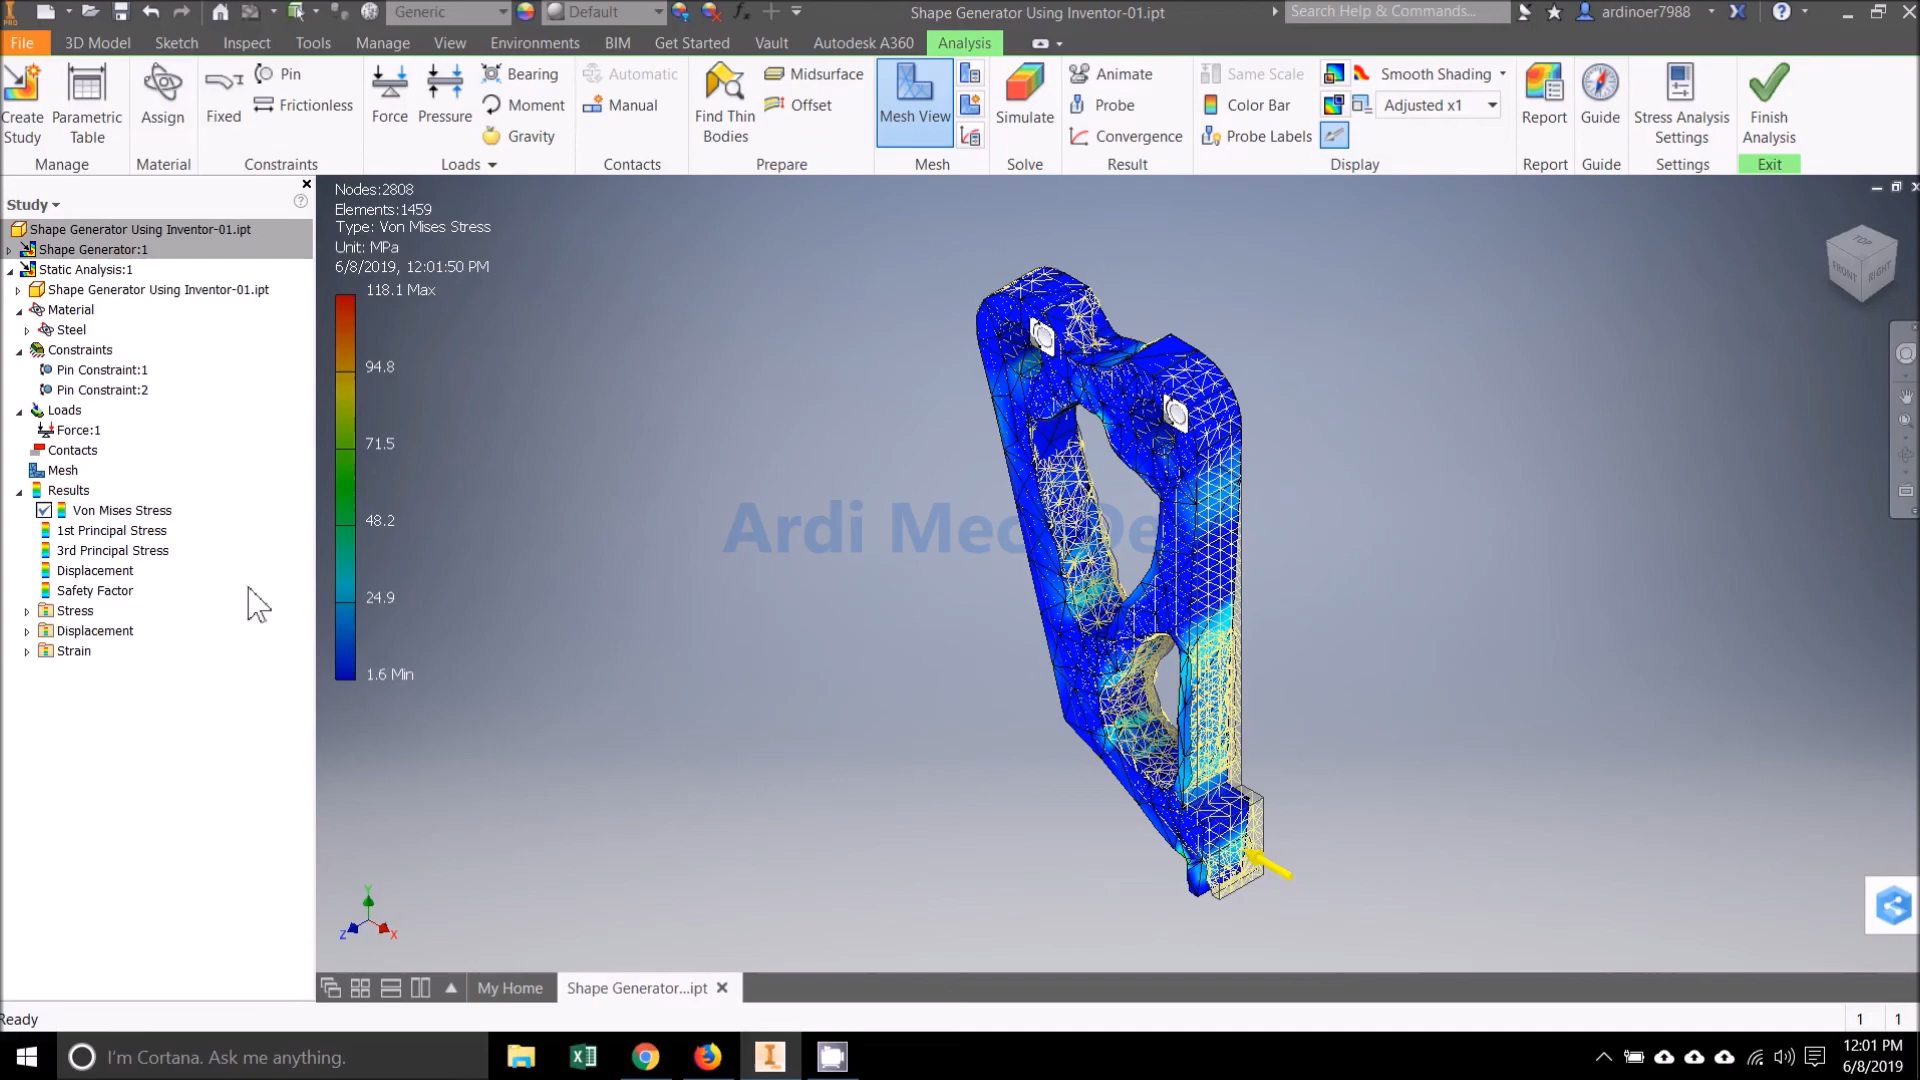 PRO
Generic
Default
Shape Generator Using Inventor-01.ipt
Search Help & Commands...
ardinoer7988
File 3D Model Sketch Inspect Tools Manage View Environments BIM Get Started Vault Autodesk A360 Analysis
Create Study
Parametric Table
Manage
Assign
Material
Fixed
Pin
Frictionless
Constraints
Force
Pressure
Bearing
Moment
Gravity
Loads
Automatic
Manual
Contacts
Find Thin Bodies
Midsurface
Offset
Prepare
Mesh View
Mesh
Simulate
Solve
Animate
Probe
Convergence
Result
Same Scale
Color Bar
Probe Labels
Smooth Shading
Adjusted x1
Display
Report
Report
Guide
Guide
Stress Analysis Settings
Settings
Finish Analysis
Exit
Study
Shape Generator Using Inventor-01.ipt
Shape Generator:1
Static Analysis:1
Shape Generator Using Inventor-01.ipt
Material
Steel
Constraints
Pin Constraint:1
Pin Constraint:2
Loads
Force:1
Contacts
Mesh
Results
Von Mises Stress
1st Principal Stress
3rd Principal Stress
Displacement
Safety Factor
Stress
Displacement
Strain
Nodes:2808
Elements:1459
Type: Von Mises Stress
Unit: MPa
6/8/2019, 12:01:50 PM
118.1 Max
94.8
71.5
48.2
24.9
1.6 Min
TOP
FRONT
RIGHT
Ardi Mec De
Y
Z
X
My Home
Shape Generator...ipt
Ready
1 1
I'm Cortana. Ask me anything.
12:01 PM
6/8/2019